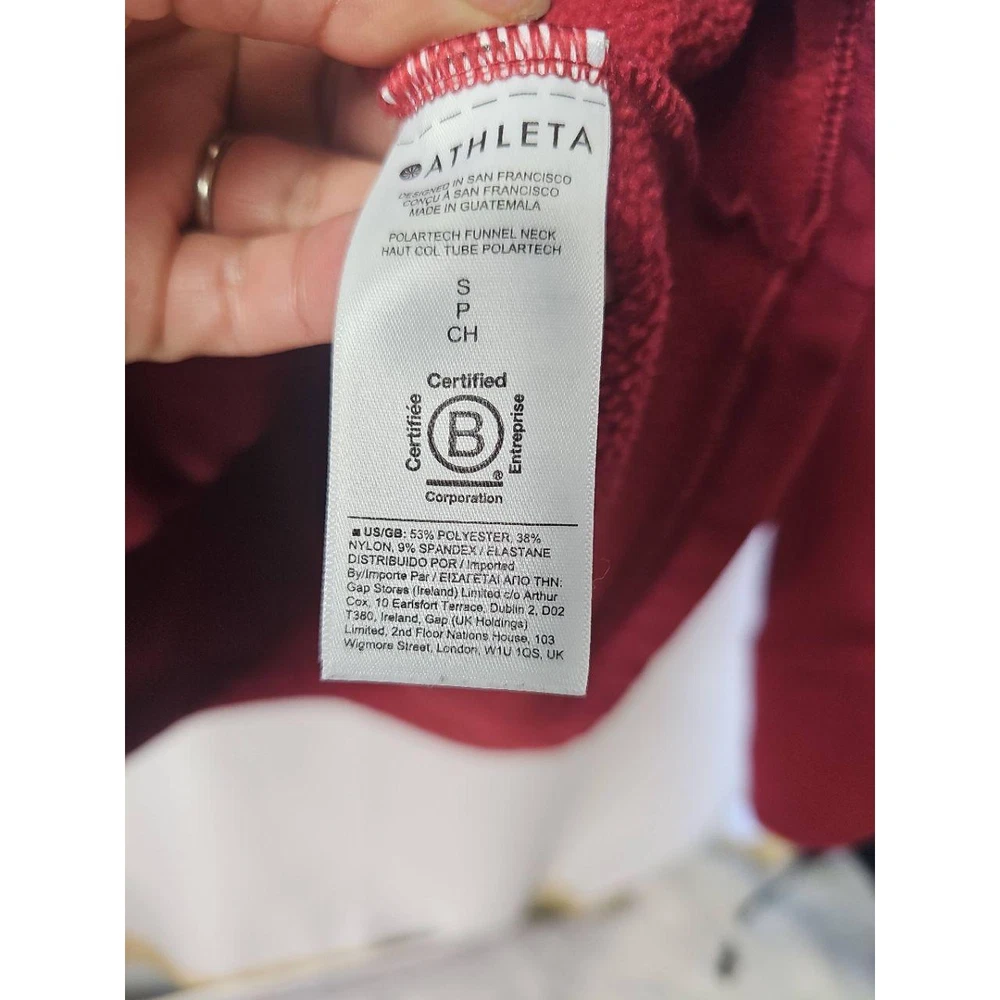 ATHLETA
DESIGNED IN SAN FRANCISCO
CONÇU À SAN FRANCISCO
MADE IN GUATEMALA
POLARTECH FUNNEL NECK
HAUT COL TUBE POLARTECH
S
P
CH
Certified
Certifiée
B
Entreprise
®
Corporation
US/GB: 53% POLYESTER, 38%
NYLON, 9% SPANDEX / ELASTANE
DISTRIBUIDO POR / Imported
By/Importe Par / ΕΙΣΑΓΕΤΑΙ ΑΠΟ ΤΗΝ:
Gap Stores (Ireland) Limited c/o Arthur
Cox, 10 Earlsfort Terrace, Dublin 2, D02
T380, Ireland, Gap (UK Holdings)
Limited, 2nd Floor Nations House, 103
Wigmore Street, London, W1U 1QS, UK